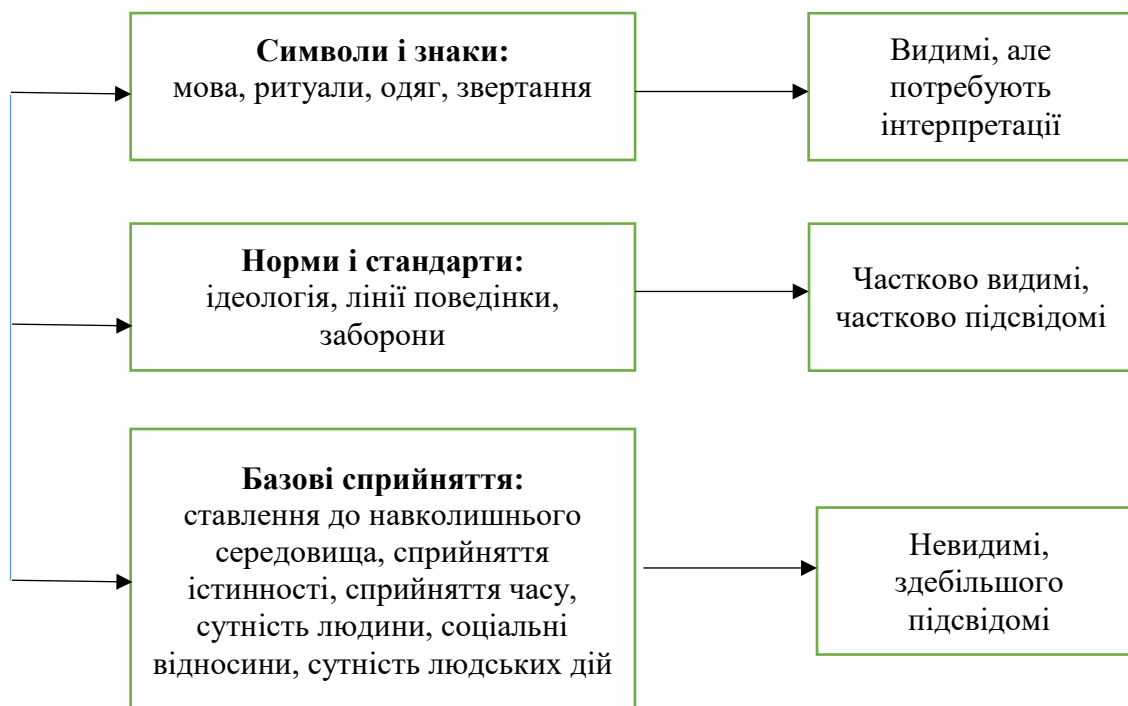 Символи і знаки:
мова, ритуали, одяг, звертання
Видимі, але
потребують
інтерпретації
Норми і стандарти:
ідеологія, лінії поведінки,
заборони
Частково видимі,
частково підсвідомі
Базові сприйняття:
ставлення до навколишнього
середовища, сприйняття
істинності, сприйняття часу,
сутність людини, соціальні
відносини, сутність людських дій
Невидимі,
здебільшого
підсвідомі